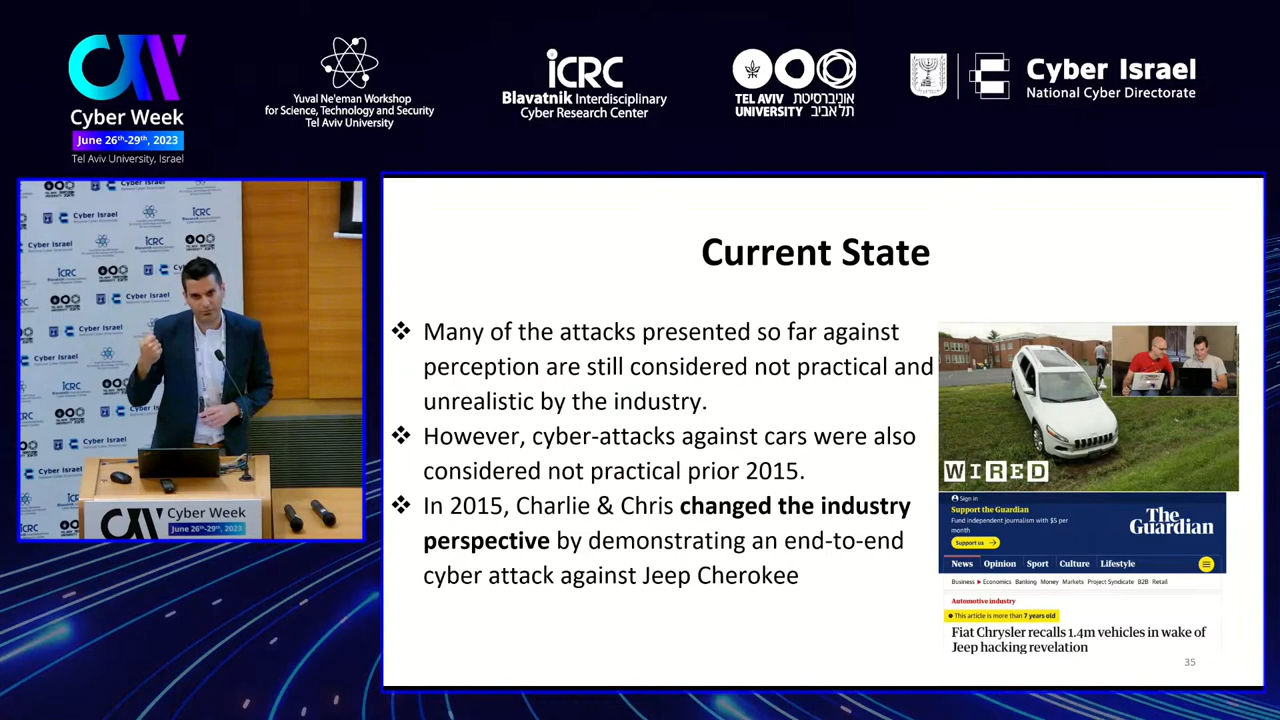 Cyber Week
June 26th-29th, 2023
Tel Aviv University, Israel
Yuval Ne'eman Workshop
for Science, Technology and Security
Tel Aviv University
iCRC
Blavatnik Interdisciplinary
Cyber Research Center
TEL AVIV אוניברסיטת
UNIVERSITY תל אביב
Cyber Israel
National Cyber Directorate
Cyber Israel
iCRC
Cyber Israel
Cyber Israel
iCRC
Cyber Israel
iCRC
Cyber Week
June 26th-29th, 2023
Current State
❖ Many of the attacks presented so far against
perception are still considered not practical and
unrealistic by the industry.
❖ However, cyber-attacks against cars were also
considered not practical prior 2015.
❖ In 2015, Charlie & Chris changed the industry
perspective by demonstrating an end-to-end
cyber attack against Jeep Cherokee
WIRED
Sign in
Support the Guardian
Fund independent journalism with $5 per
month
Support us →
The
Guardian
News Opinion Sport Culture Lifestyle
Business ▶ Economics Banking Money Markets Project Syndicate B2B Retail
Automotive industry
This article is more than 7 years old
Fiat Chrysler recalls 1.4m vehicles in wake of
Jeep hacking revelation
35